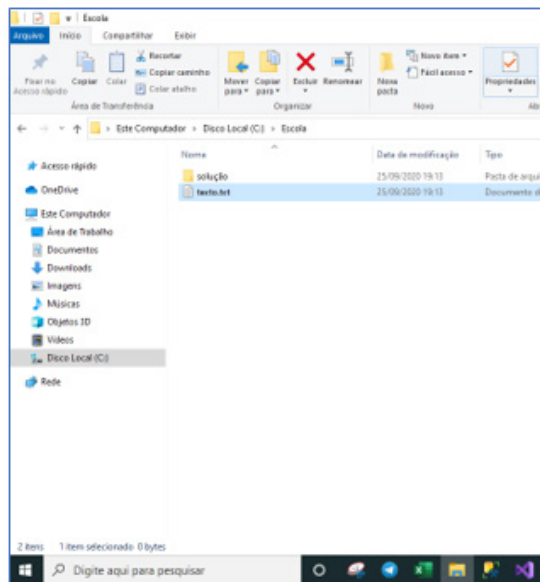 Escola
Arquivo Início Compartilhar Exibir
Fixar no Acesso rápido
Copiar
Colar
Recortar
Copiar caminho
Colar atalho
Área de Transferência
Mover para
Copiar para
Excluir
Renomear
Organizar
Nova pasta
Novo item
Fácil acesso
Novo
Propriedades
Este Computador > Disco Local (C:) > Escola
Nome Data de modificação Tipo
solução 25/09/2020 19:13 Pasta de arqui
texto.txt 25/09/2020 19:13 Documento d
Acesso rápido
OneDrive
Este Computador
Área de Trabalho
Documentos
Downloads
Imagens
Músicas
Objetos 3D
Vídeos
Disco Local (C:)
Rede
2 itens 1 item selecionado 0 bytes
Digite aqui para pesquisar